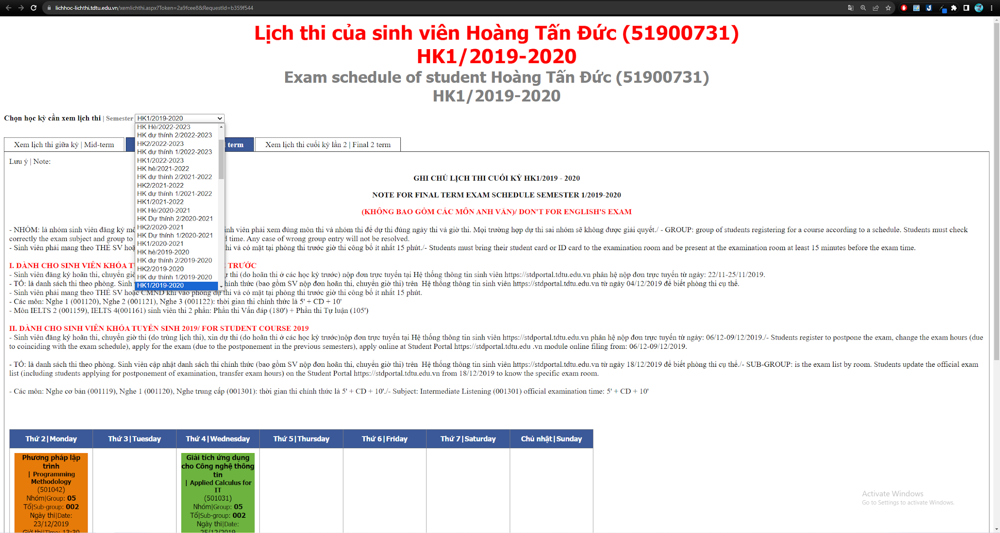 lichhoc-lichthi.tdtu.edu.vn/xemlichthi.aspx?Token=2a9fcee8&RequestId=b359f544
Lịch thi của sinh viên Hoàng Tấn Đức (51900731)
HK1/2019-2020
Exam schedule of student Hoàng Tấn Đức (51900731)
HK1/2019-2020
Chọn học kỳ cần xem lịch thi | Semester HK1/2019-2020
HK Hè/2022-2023
HK dự thính 2/2022-2023
HK2/2022-2023
HK dự thính 1/2022-2023
HK1/2022-2023
HK hè/2021-2022
HK dự thính 2/2021-2022
HK2/2021-2022
HK dự thính 1/2021-2022
HK1/2021-2022
HK Hè/2020-2021
HK Dự thính 2/2020-2021
HK2/2020-2021
HK Dự thính 1/2020-2021
HK1/2020-2021
HK hè/2019-2020
HK dự thính 2/2019-2020
HK2/2019-2020
HK dự thính 1/2019-2020
HK1/2019-2020
Xem lịch thi giữa kỳ | Mid-term
term
Xem lịch thi cuối kỳ lần 2 | Final 2 term
Lưu ý | Note:
GHI CHÚ LỊCH THI CUỐI KỲ HK1/2019 - 2020
NOTE FOR FINAL TERM EXAM SCHEDULE SEMESTER 1/2019-2020
(KHÔNG BAO GỒM CÁC MÔN ANH VĂN)/ DON'T FOR ENGLISH'S EXAM
- NHÓM: là nhóm sinh viên đăng ký inh viên phải xem đúng môn thi và nhóm thi để dự thi đúng ngày thi và giờ thi. Mọi trường hợp dự thi sai nhóm sẽ không được giải quyết./ - GROUP: group of students registering for a course according to a schedule. Students must check
correctly the exam subject and group to time. Any case of wrong group entry will not be resolved.
- Sinh viên phải mang theo THẺ SV hoặ hi và có mặt tại phòng thi trước giờ thi công bố ít nhất 15 phút./- Students must bring their student card or ID card to the examination room and be present at the examination room at least 15 minutes before the exam time.
I. DÀNH CHO SINH VIÊN KHÓA TRƯỚC
- Sinh viên đăng ký hoãn thi, chuyển giờ thi (do hoãn thi ở các học kỳ trước) nộp đơn trực tuyến tại Hệ thống thông tin sinh viên https://stdportal.tdtu.edu.vn phân hệ nộp đơn trực tuyến từ ngày: 22/11-25/11/2019.
- TỔ: là danh sách thi theo phòng. Sinh hính thức (bao gồm SV nộp đơn hoãn thi, chuyển giờ thi) trên Hệ thống thông tin sinh viên https://stdportal.tdtu.edu.vn từ ngày 04/12/2019 để biết phòng thi cụ thể.
- Sinh viên phải mang theo THẺ SV hoặc CMND khi vào phòng dự thi và có mặt tại phòng thi trước giờ thi công bố ít nhất 15 phút.
- Các môn: Nghe 1 (001120), Nghe 2 (001121), Nghe 3 (001122): thời gian thi chính thức là 5' + CD + 10'
- Môn IELTS 2 (001159), IELTS 4(001161) sinh viên thi 2 phần: Phần thi Vấn đáp (180') + Phần thi Tự luận (105')
II. DÀNH CHO SINH VIÊN KHÓA TUYỂN SINH 2019/ FOR STUDENT COURSE 2019
- Sinh viên đăng ký hoãn thi, chuyển giờ thi (do trùng lịch thi), xin dự thi (do hoãn thi ở các học kỳ trước)nộp đơn trực tuyến tại Hệ thống thông tin sinh viên https://stdportal.tdtu.edu.vn phân hệ nộp đơn trực tuyến từ ngày: 06/12-09/12/2019./- Students register to postpone the exam, change the exam hours (due
to coinciding with the exam schedule), apply for the exam (due to the postponement in the previous semesters), apply online at Student Portal https://stdportal.tdtu.edu .vn module online filing from: 06/12-09/12/2019.
- TỔ: là danh sách thi theo phòng. Sinh viên cập nhật danh sách thi chính thức (bao gồm SV nộp đơn hoãn thi, chuyển giờ thi) trên Hệ thống thông tin sinh viên https://stdportal.tdtu.edu.vn từ ngày 18/12/2019 để biết phòng thi cụ thể./- SUB-GROUP: is the exam list by room. Students update the official exam
list (including students applying for postponement of examination, transfer exam hours) on the Student Portal https://stdportal.tdtu.edu.vn from 18/12/2019 to know the specific exam room.
- Các môn: Nghe cơ bản (001119), Nghe 1 (001120), Nghe trung cấp (001301): thời gian thi chính thức là 5' + CD + 10'./- Subject: Intermediate Listening (001301) official examination time: 5' + CD + 10'
Thứ 2|Monday Thứ 3|Tuesday Thứ 4|Wednesday Thứ 5|Thursday Thứ 6|Friday Thứ 7|Saturday Chủ nhật|Sunday
Phương pháp lập
trình
| Programming
Methodology
(501042)
Nhóm|Group: 05
Tổ|Sub-group: 002
Ngày thi|Date:
23/12/2019
Giờ thi|Time: 13:30
Giải tích ứng dụng
cho Công nghệ thông
tin
| Applied Calculus for
IT
(501031)
Nhóm|Group: 05
Tổ|Sub-group: 002
Ngày thi|Date:
25/12/2019
Activate Windows
Go to Settings to activate Windows.